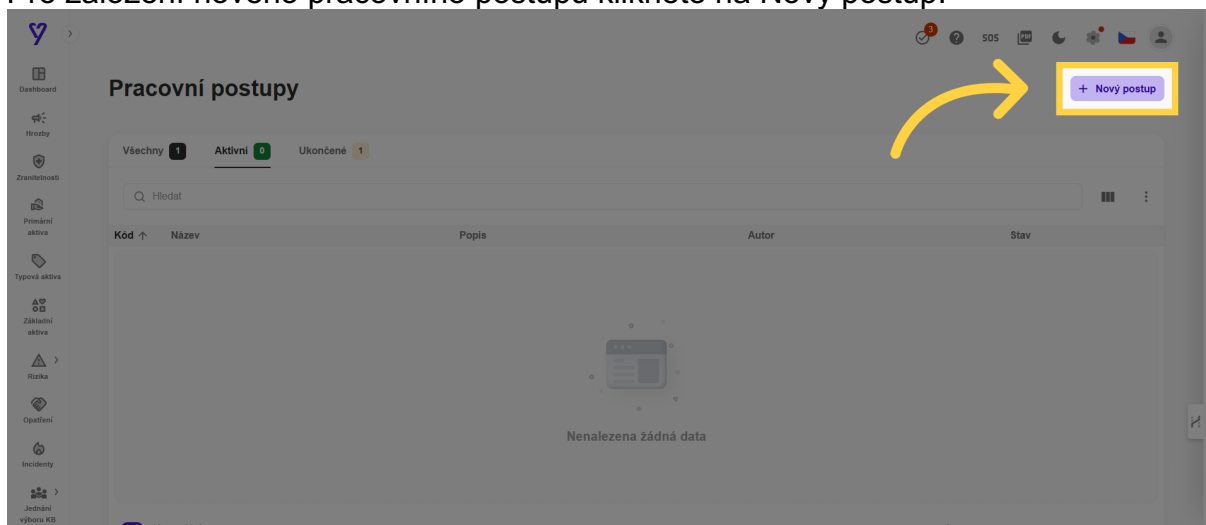 Pro založení nového pracovního postupu klikněte na Nový postup.
3
SOS
PDF
Dashboard
Pracovní postupy
+ Nový postup
Hrozby
Všechny 1 Aktivní 0 Ukončené 1
Zranitelnosti
Hledat
Primární
aktiva
Kód ↑ Název Popis Autor Stav
Typová aktiva
Základní
aktiva
Rizika
Opatření
Nenalezena žádná data
Incidenty
Jednání
výboru KB